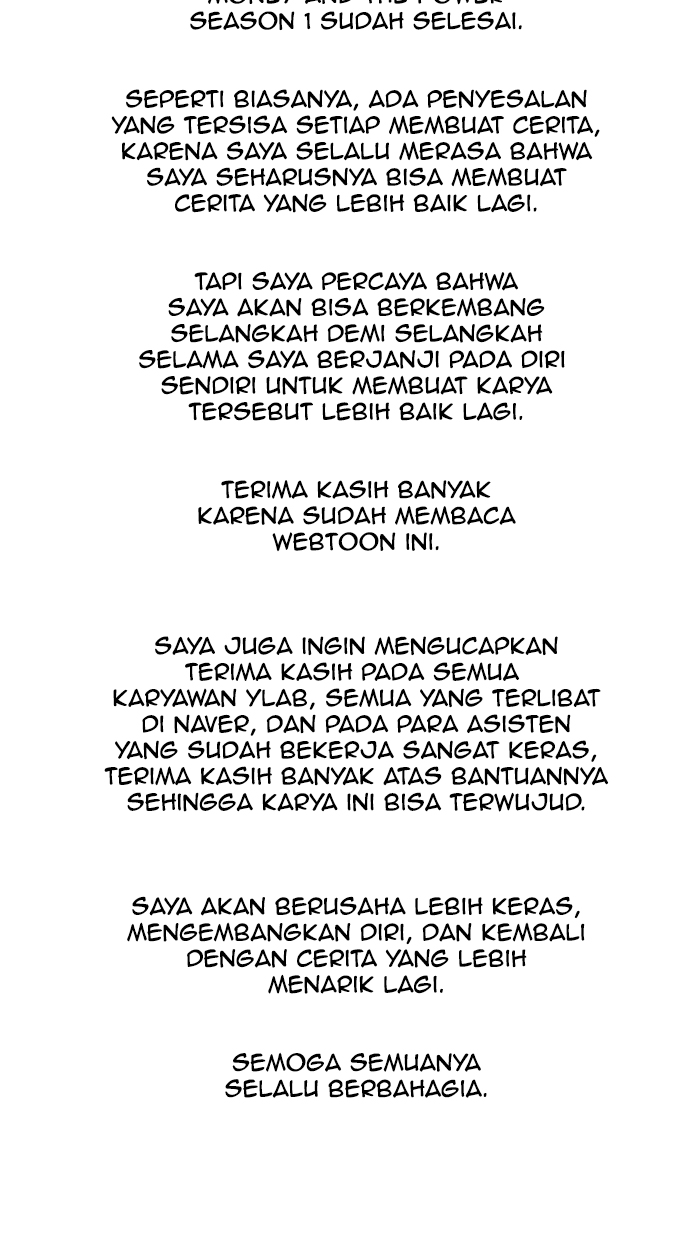 MONEY AND THE POWER
SEASON 1 SUDAH SELESAI.
SEPERTI BIASANYA, ADA PENYESALAN
YANG TERSISA SETIAP MEMBUAT CERITA,
KARENA SAYA SELALU MERASA BAHWA
SAYA SEHARUSNYA BISA MEMBUAT
CERITA YANG LEBIH BAIK LAGI.
TAPI SAYA PERCAYA BAHWA
SAYA AKAN BISA BERKEMBANG
SELANGKAH DEMI SELANGKAH
SELAMA SAYA BERJANJI PADA DIRI
SENDIRI UNTUK MEMBUAT KARYA
TERSEBUT LEBIH BAIK LAGI.
TERIMA KASIH BANYAK
KARENA SUDAH MEMBACA
WEBTOON INI.
SAYA JUGA INGIN MENGUCAPKAN
TERIMA KASIH PADA SEMUA
KARYAWAN YLAB, SEMUA YANG TERLIBAT
DI NAVER, DAN PADA PARA ASISTEN
YANG SUDAH BEKERJA SANGAT KERAS,
TERIMA KASIH BANYAK ATAS BANTUANNYA
SEHINGGA KARYA INI BISA TERWUJUD.
SAYA AKAN BERUSAHA LEBIH KERAS,
MENGEMBANGKAN DIRI, DAN KEMBALI
DENGAN CERITA YANG LEBIH
MENARIK LAGI.
SEMOGA SEMUANYA
SELALU BERBAHAGIA.